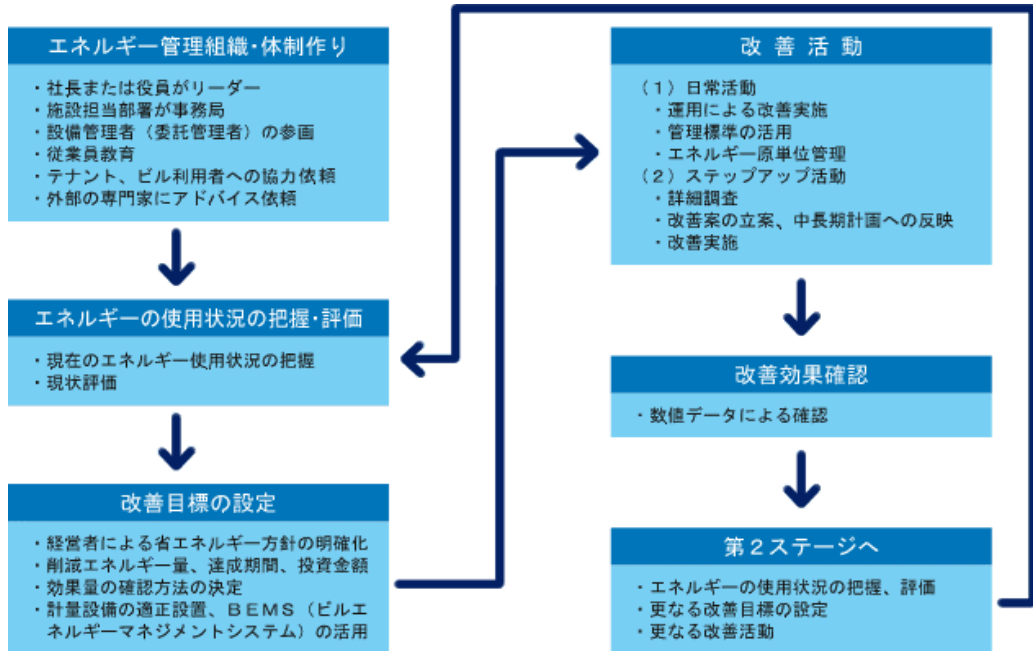 エネルギー管理組織・体制作り
・社長または役員がリーダー
・施設担当部署が事務局
・設備管理者（委託管理者）の参画
・従業員教育
・テナント、ビル利用者への協力依頼
・外部の専門家にアドバイス依頼
エネルギーの使用状況の把握・評価
・現在のエネルギー使用状況の把握
・現状評価
改善目標の設定
・経営者による省エネルギー方針の明確化
・削減エネルギー量、達成期間、投資金額
・効果量の確認方法の決定
・計量設備の適正設置、ＢＥＭＳ（ビルエ
ネルギーマネジメントシステム）の活用
改 善 活 動
（１）日常活動
・運用による改善実施
・管理標準の活用
・エネルギー原単位管理
（２）ステップアップ活動
・詳細調査
・改善案の立案、中長期計画への反映
・改善実施
改善効果確認
・数値データによる確認
第２ステージへ
・エネルギーの使用状況の把握、評価
・更なる改善目標の設定
・更なる改善活動